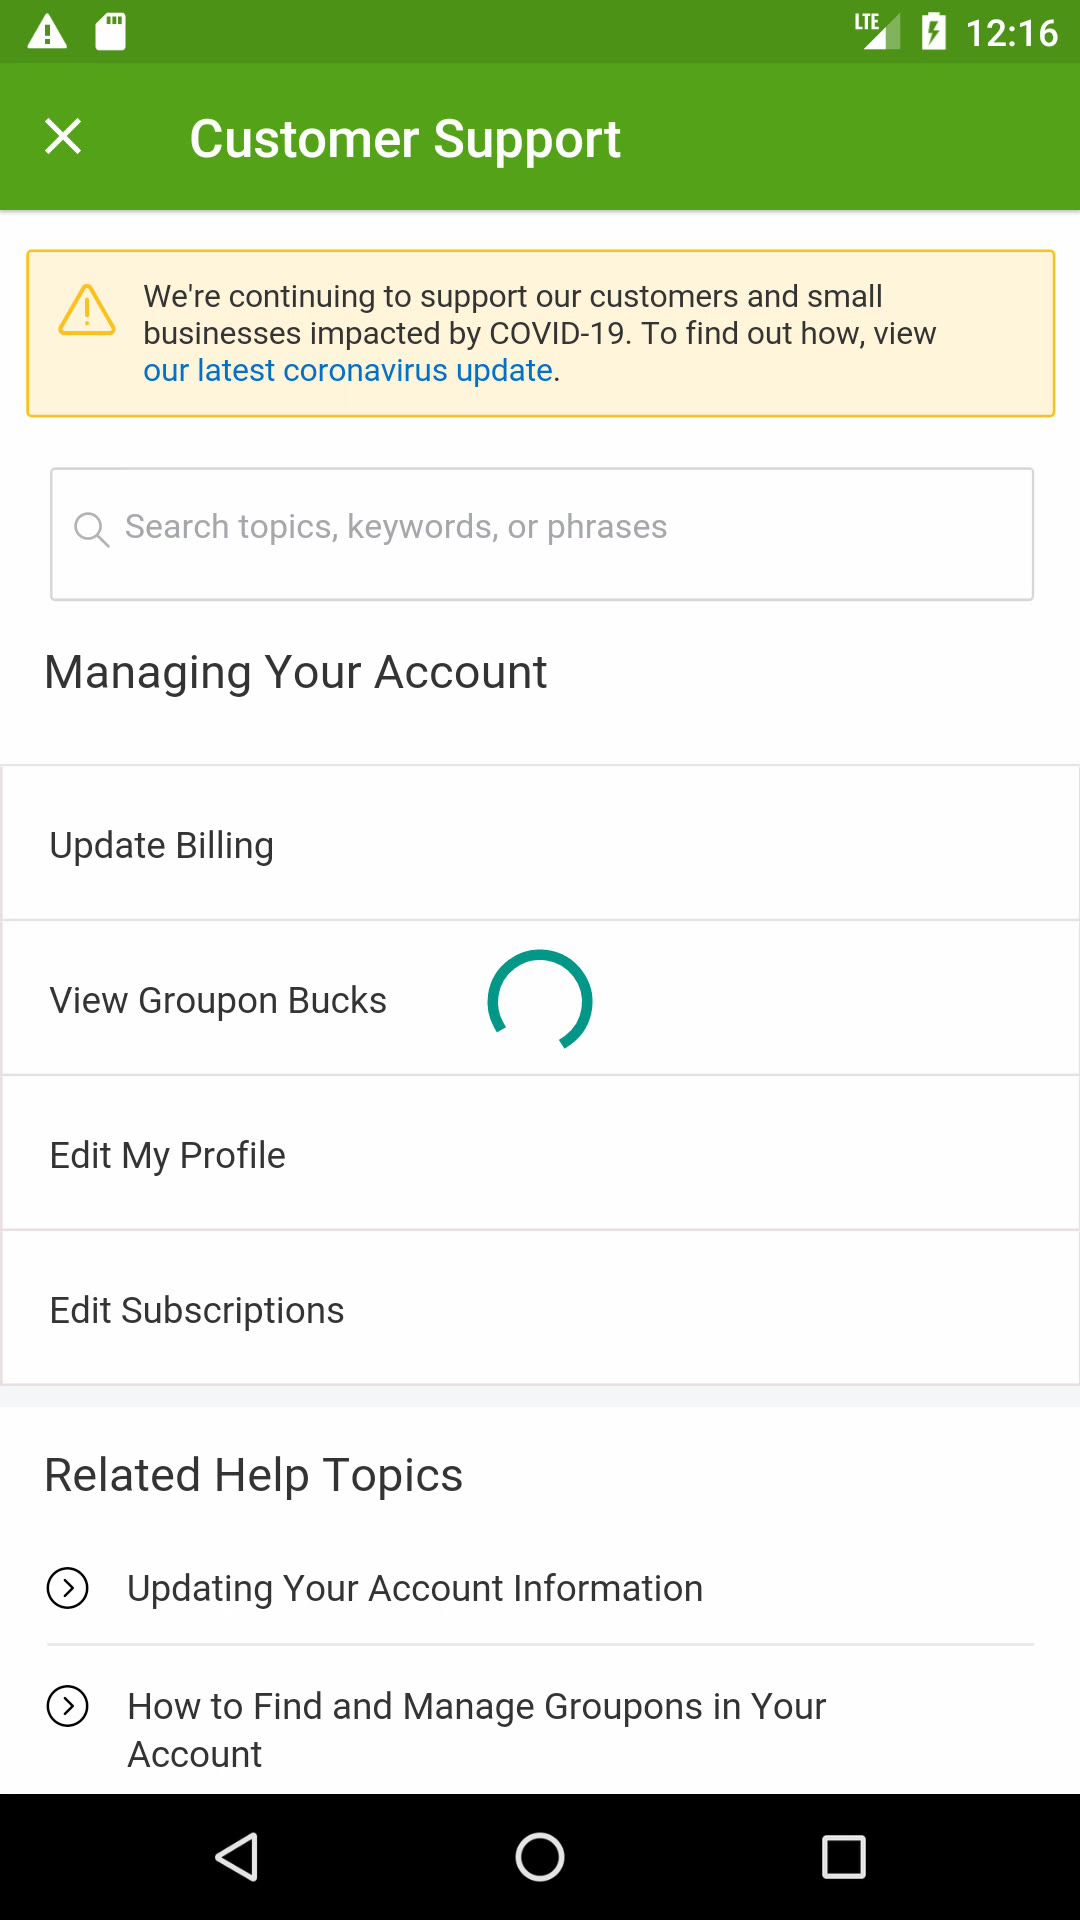 LTE 12:16
Customer Support
We're continuing to support our customers and small
businesses impacted by COVID-19. To find out how, view
our latest coronavirus update.
Search topics, keywords, or phrases
Managing Your Account
Update Billing
View Groupon Bucks
Edit My Profile
Edit Subscriptions
Related Help Topics
Updating Your Account Information
How to Find and Manage Groupons in Your
Account